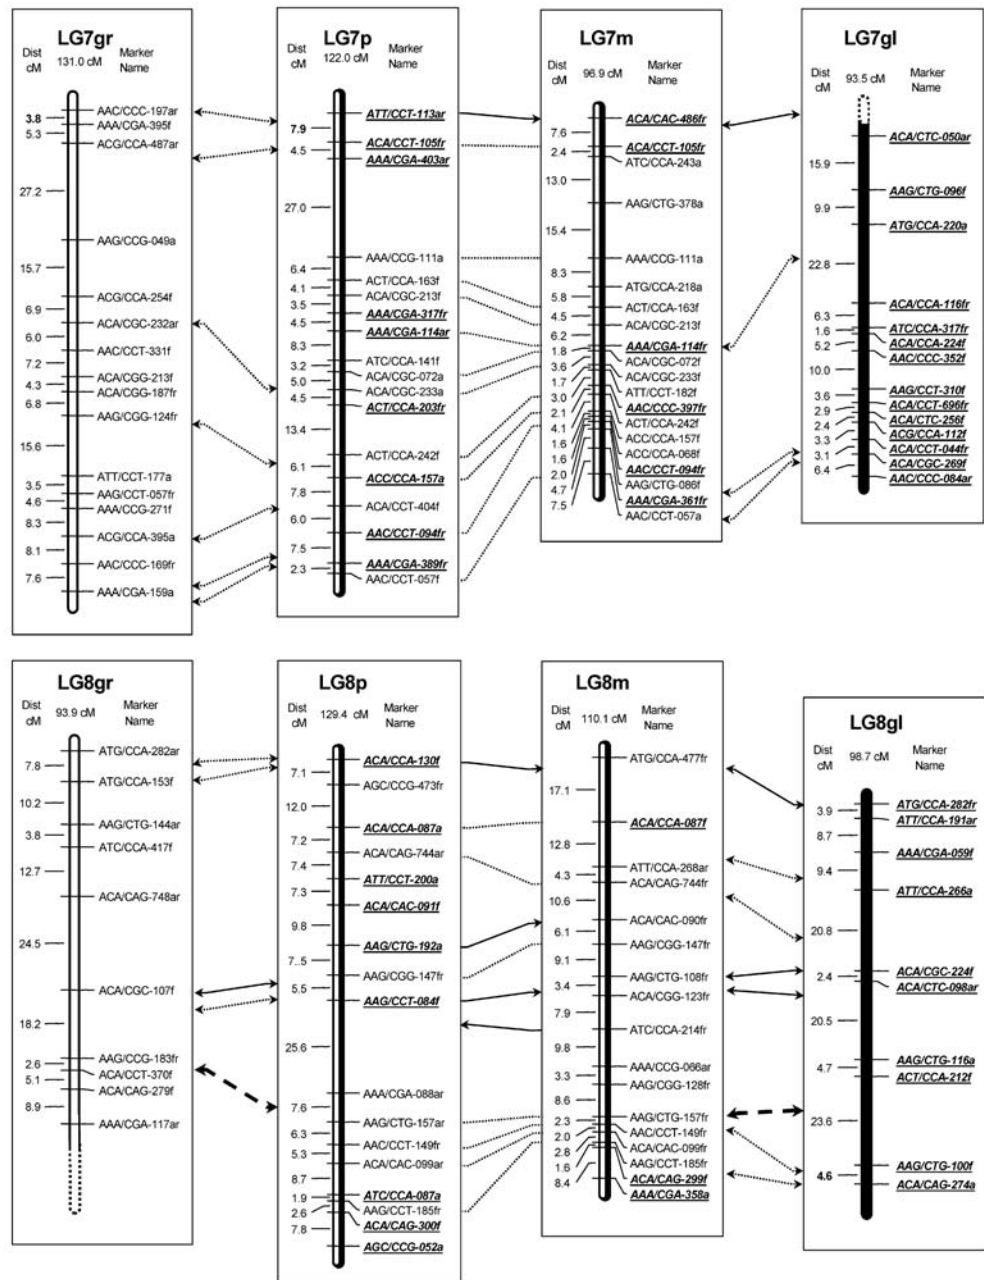 LG7gr
Dist
cM
131.0 cM
Marker
Name
3.8
5.3
27.2
15.7
6.9
6.0
7.2
4.3
6.8
15.6
3.5
4.6
8.3
8.1
7.6
AAC/CCC-197ar
AAA/CGA-395f
ACG/CCA-487ar
AAG/CCG-049a
ACG/CCA-254f
ACA/CGC-232ar
AAC/CCT-331f
ACA/CGG-213f
ACA/CGG-187fr
AAG/CGG-124fr
ATT/CCT-177a
AAG/CCT-057fr
AAA/CCG-271f
ACG/CCA-395a
AAC/CCC-169fr
AAA/CGA-159a
LG7p
Dist
cM
122.0 cM
Marker
Name
7.9
4.5
27.0
6.4
4.1
3.5
4.5
8.3
3.2
5.0
4.5
13.4
6.1
7.8
6.0
7.5
2.3
ATT/CCT-113ar
ACA/CCT-105fr
AAA/CGA-403ar
AAA/CCG-111a
ACT/CCA-163f
ACA/CGC-213f
AAA/CGA-317fr
AAA/CGA-114ar
ATC/CCA-141f
ACA/CGC-072a
ACA/CGC-233a
ACT/CCA-203fr
ACT/CCA-242f
ACC/CCA-157a
ACA/CCT-404f
AAC/CCT-094fr
AAA/CGA-389fr
AAC/CCT-057f
LG7m
Dist
cM
96.9 cM
Marker
Name
7.6
2.4
13.0
15.4
8.3
5.8
4.5
6.2
1.8
3.6
1.7
3.0
2.1
4.1
1.6
1.6
2.0
4.7
7.5
ACA/CAC-486fr
ACA/CCT-105fr
ATC/CCA-243a
AAG/CTG-378a
AAA/CCG-111a
ATG/CCA-218a
ACT/CCA-163f
ACA/CGC-213f
AAA/CGA-114fr
ACA/CGC-072f
ACA/CGC-233f
ATT/CCT-182f
AAC/CCC-397fr
ACT/CCA-242f
ACC/CCA-157f
ACC/CCA-068f
AAC/CCT-094fr
AAG/CTG-086f
AAA/CGA-361fr
AAC/CCT-057a
LG7gl
Dist
cM
93.5 cM
Marker
Name
15.9
9.9
22.8
6.3
1.6
5.2
10.0
3.6
2.9
2.4
3.3
3.1
6.4
ACA/CTC-050ar
AAG/CTG-096f
ATG/CCA-220a
ACA/CCA-116fr
ATC/CCA-317fr
ACA/CCA-224f
AAC/CCC-352f
AAG/CCT-310f
ACA/CCT-696fr
ACA/CTC-256f
ACG/CCA-112f
ACA/CCT-044fr
ACA/CGC-269f
AAC/CCC-084ar
LG8gr
Dist
cM
93.9 cM
Marker
Name
7.8
10.2
3.8
12.7
24.5
18.2
2.6
5.1
8.9
ATG/CCA-282ar
ATG/CCA-153f
AAG/CTG-144ar
ATC/CCA-417f
ACA/CAG-748ar
ACA/CGC-107f
AAG/CCG-183fr
ACA/CCT-370f
ACA/CAG-279f
AAA/CGA-117ar
LG8p
Dist
cM
129.4 cM
Marker
Name
7.1
12.0
7.2
7.4
7.3
9.8
7..5
5.5
25.6
7.6
6.3
5.3
8.7
1.9
2.6
7.8
ACA/CCA-130f
AGC/CCG-473fr
ACA/CCA-087a
ACA/CAG-744ar
ATT/CCT-200a
ACA/CAC-091f
AAG/CTG-192a
AAG/CGG-147fr
AAG/CCT-084f
AAA/CGA-088ar
AAG/CTG-157ar
AAC/CCT-149fr
ACA/CAC-099ar
ATC/CCA-087a
AAG/CCT-185fr
ACA/CAG-300f
AGC/CCG-052a
LG8m
Dist
cM
110.1 cM
Marker
Name
17.1
12.8
4.3
10.6
6.1
9.1
3.4
7.9
9.8
3.3
8.6
2.3
2.0
2.8
1.6
8.4
ATG/CCA-477fr
ACA/CCA-087f
ATT/CCA-268ar
ACA/CAG-744fr
ACA/CAC-090fr
AAG/CGG-147fr
AAG/CTG-108fr
ACA/CGG-123fr
ATC/CCA-214fr
AAA/CCG-066ar
AAG/CGG-128fr
AAG/CTG-157fr
AAC/CCT-149fr
ACA/CAC-099fr
AAG/CCT-185fr
ACA/CAG-299f
AAA/CGA-358a
LG8gl
Dist
cM
98.7 cM
Marker
Name
3.9
8.7
9.4
20.8
2.4
20.5
4.7
23.6
4.6
ATG/CCA-282fr
ATT/CCA-191ar
AAA/CGA-059f
ATT/CCA-266a
ACA/CGC-224f
ACA/CTC-098ar
AAG/CTG-116a
ACT/CCA-212f
AAG/CTG-100f
ACA/CAG-274a